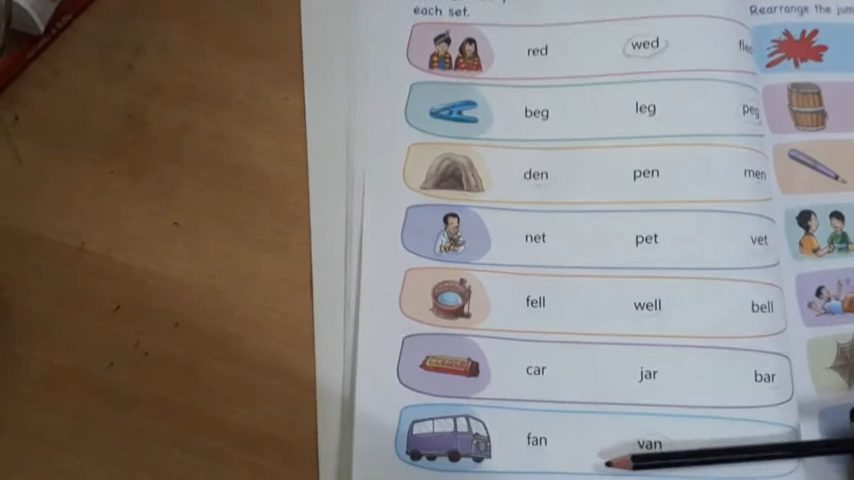 each set.
Rearrange the
red wed
beg leg peg
den pen men
net pet vet
fell well bell
car jar bar
fan van